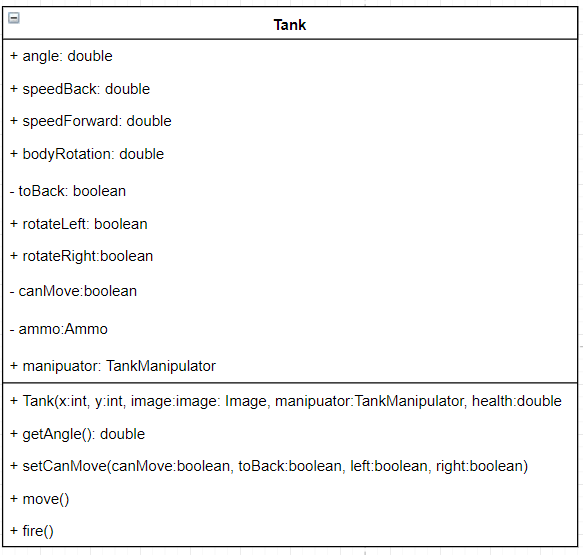 Tank
+ angle: double
+ speedBack: double
+ speedForward: double
+ bodyRotation: double
- toBack: boolean
+ rotateLeft: boolean
+ rotateRight:boolean
- canMove:boolean
- ammo:Ammo
+ manipuator: TankManipulator
+ Tank(x:int, y:int, image:image: Image, manipuator:TankManipulator, health:double
+ getAngle(): double
+ setCanMove(canMove:boolean, toBack:boolean, left:boolean, right:boolean)
+ move()
+ fire()